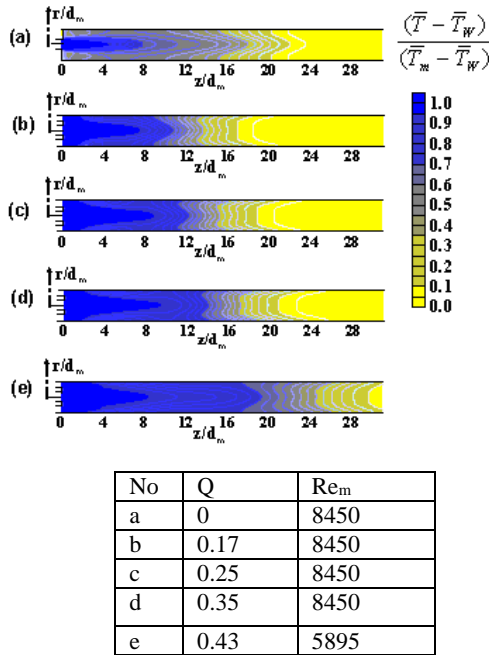 (a)
r/dm
0 4 8 12 16 20 24 28
z/dm
(b)
r/dm
0 4 8 12 16 20 24 28
z/dm
(c)
r/dm
0 4 8 12 16 20 24 28
z/dm
(d)
r/dm
0 4 8 12 16 20 24 28
z/dm
(e)
r/dm
0 4 8 12 16 20 24 28
z/dm
(T̅ − T̅W)
(T̅m − T̅W)
1.0
0.9
0.8
0.7
0.6
0.5
0.4
0.3
0.2
0.1
0.0
No Q Rem
a 0 8450
b 0.17 8450
c 0.25 8450
d 0.35 8450
e 0.43 5895